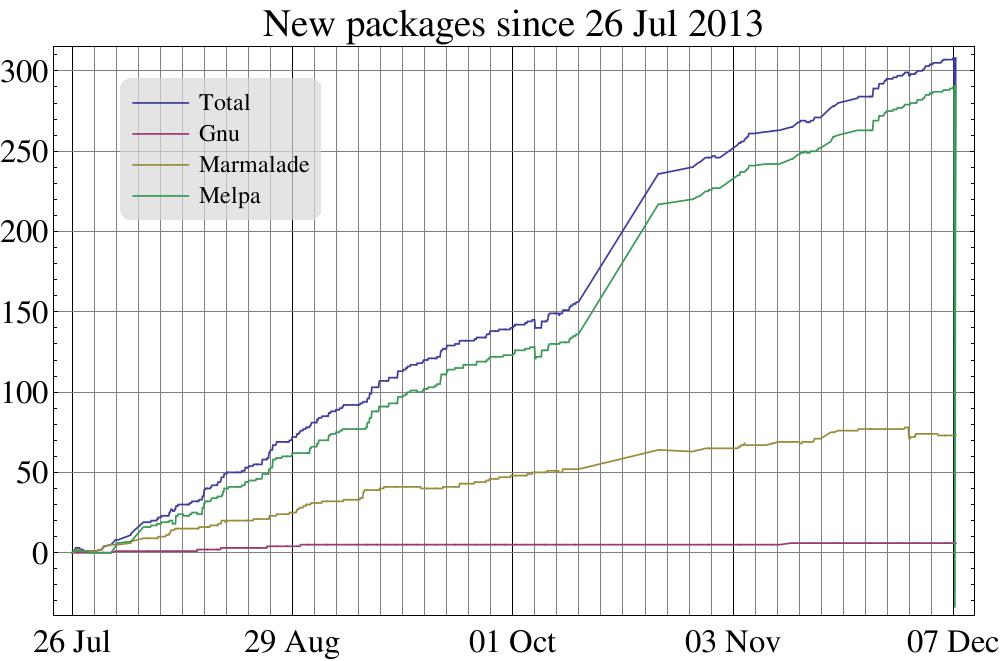 New packages since 26 Jul 2013
300
250
200
150
100
50
0
Total
Gnu
Marmalade
Melpa
26 Jul 29 Aug 01 Oct 03 Nov 07 Dec